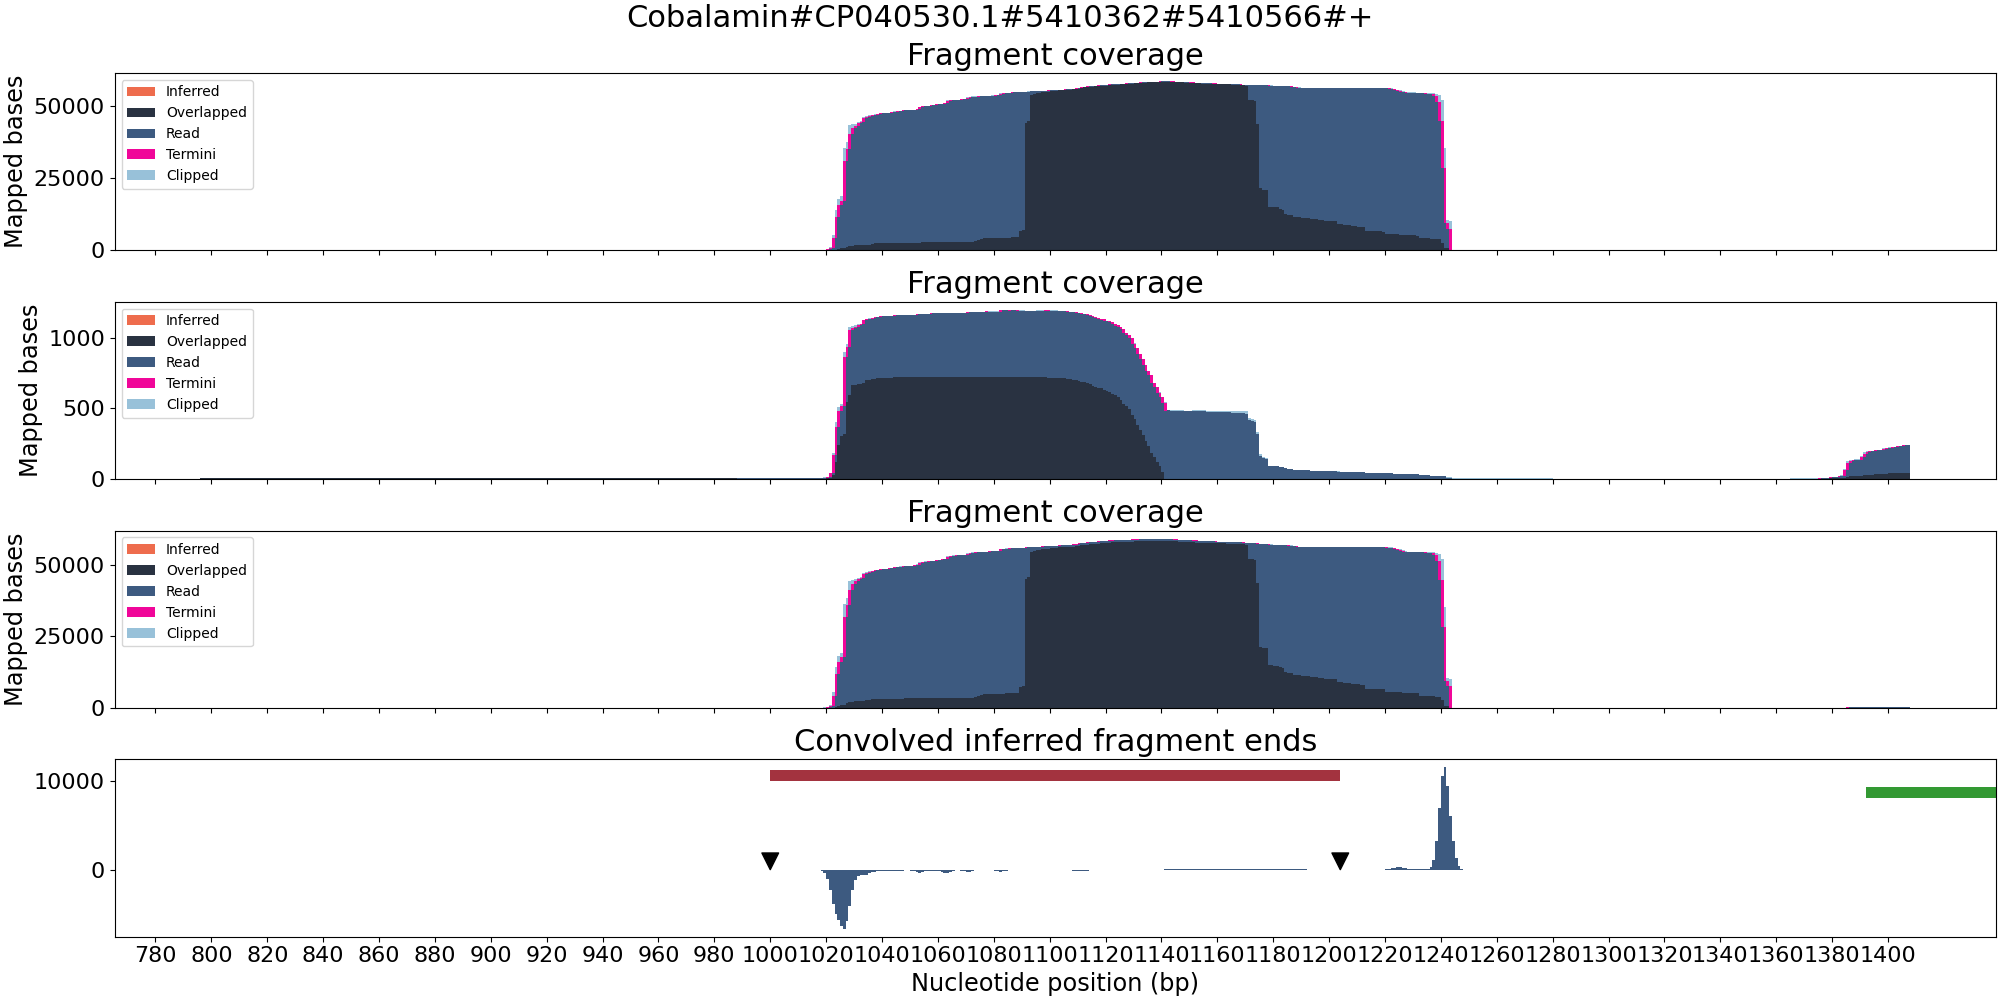 Cobalamin#CP040530.1#5410362#5410566#+
Fragment coverage
Mapped bases
50000
25000
0
Inferred
Overlapped
Read
Termini
Clipped
Fragment coverage
Mapped bases
1000
500
0
Inferred
Overlapped
Read
Termini
Clipped
Fragment coverage
Mapped bases
50000
25000
0
Inferred
Overlapped
Read
Termini
Clipped
Convolved inferred fragment ends
10000
0
780 800 820 840 860 880 900 920 940 960 980 1000 1020 1040 1060 1080 1100 1120 1140 1160 1180 1200 1220 1240 1260 1280 1300 1320 1340 1360 1380 1400
Nucleotide position (bp)